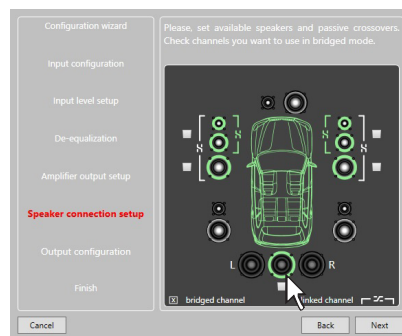 Configuration wizard
Input configuration
Input level setup
De-equalization
Amplifier output setup
Speaker connection setup
Output configuration
Finish
Please, set available speakers and passive crossovers.
Check channels you want to use in bridged mode.
L R
X bridged channel linked channel
Cancel Back Next